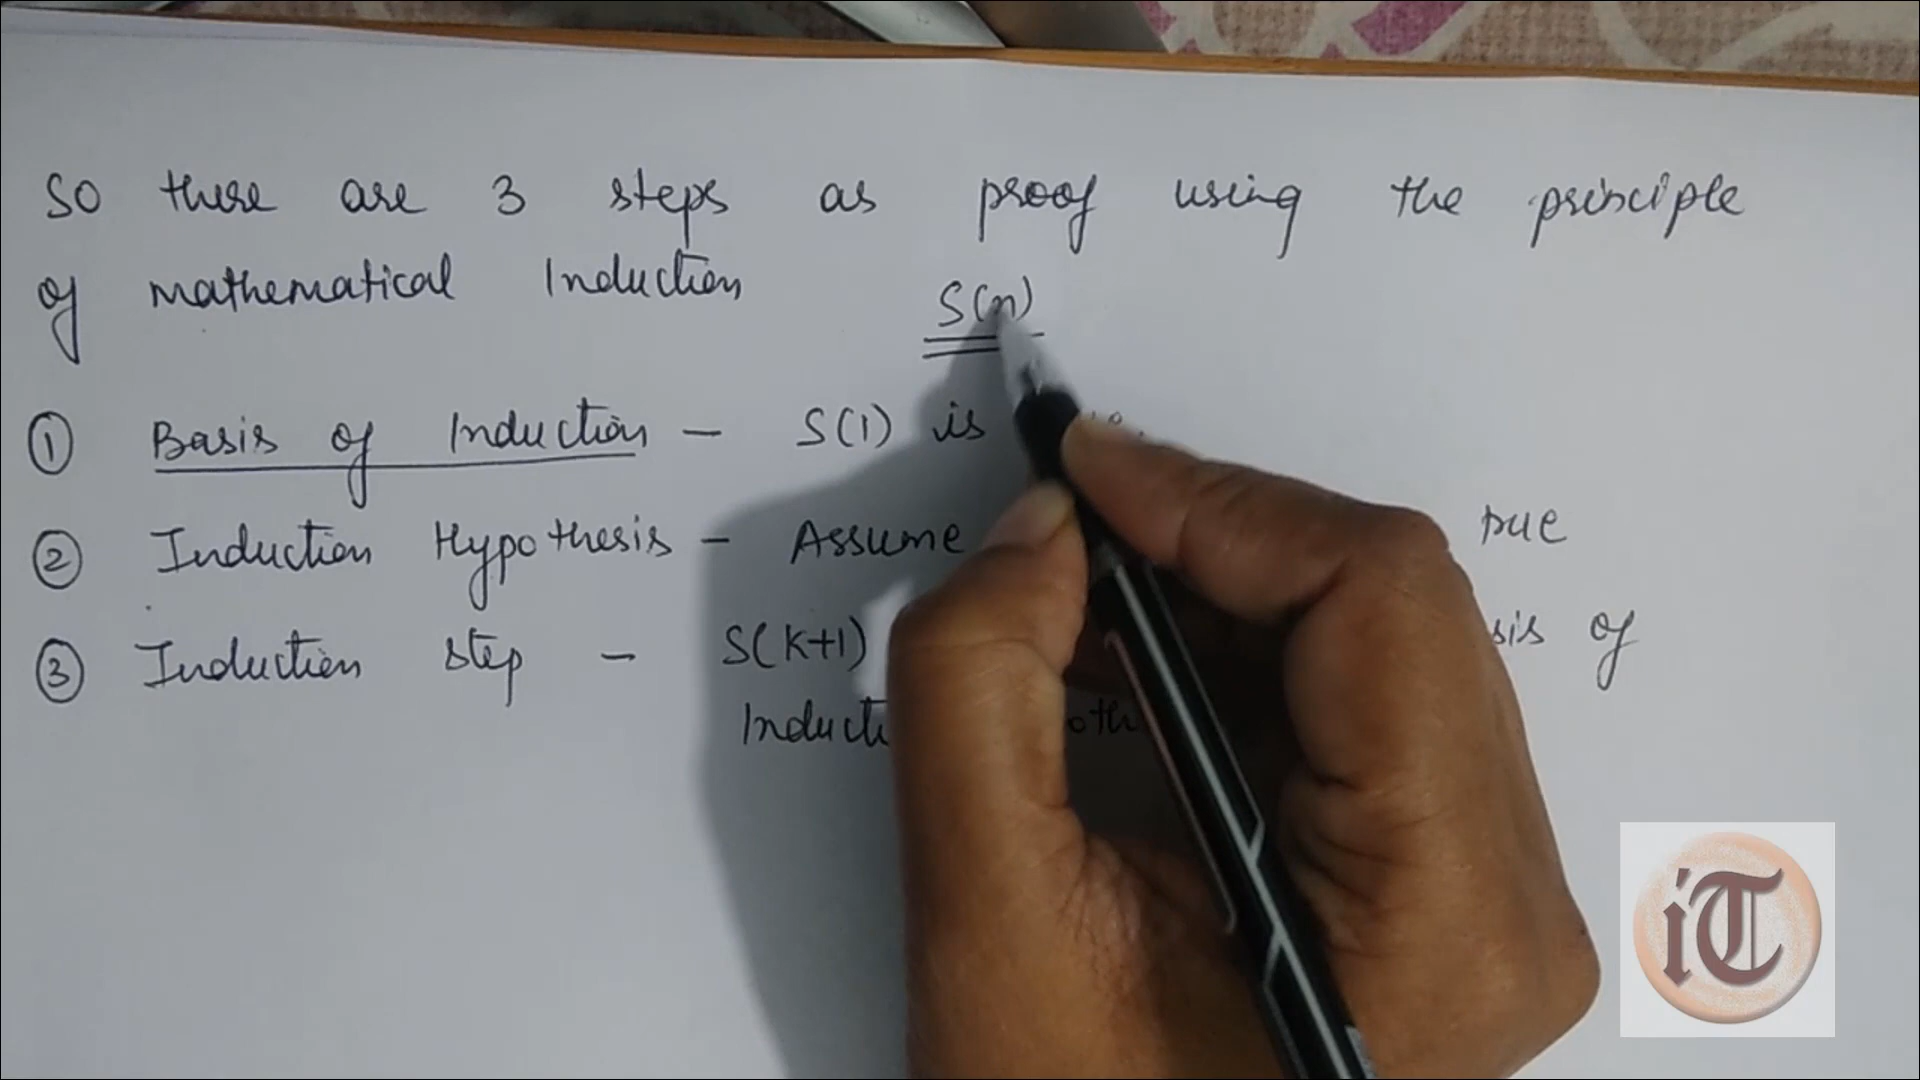 So there are 3 steps as proof using the principle
of mathematical Induction
S(n)
① Basis of Induction - S(1) is
② Induction Hypothesis - Assume true
③ Induction step - S(K+1) of
iT